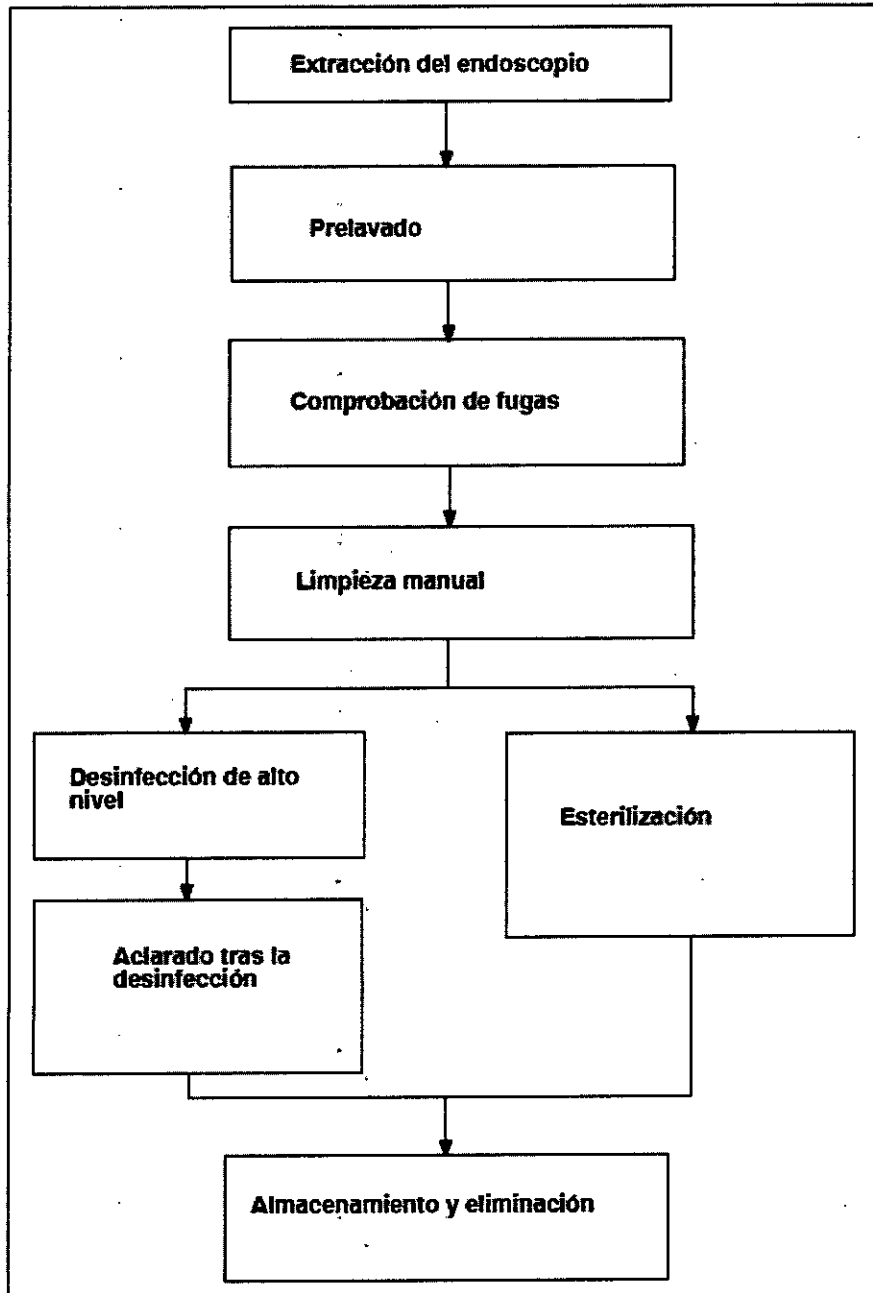 Extracción del endoscopio
Prelavado
Comprobación de fugas
Limpieza manual
Desinfección de alto
nivel
Esterilización
Aclarado tras la
desinfección
Almacenamiento y eliminación